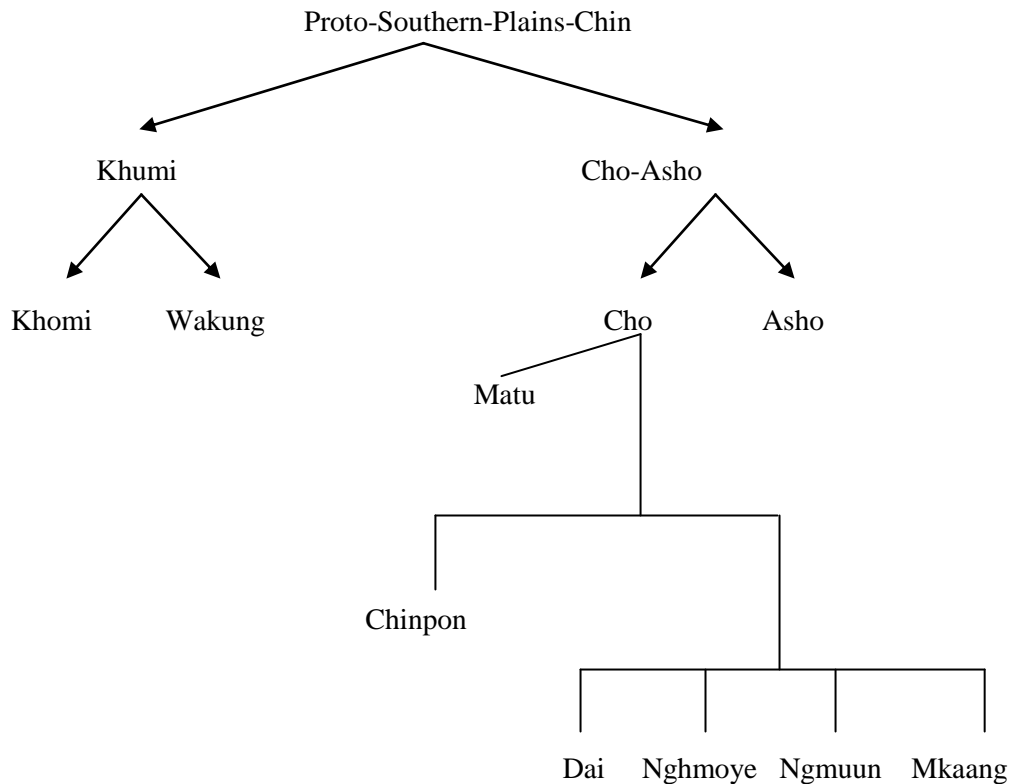 Proto-Southern-Plains-Chin
Khumi Cho-Asho
Khomi Wakung Cho Asho
Matu
Chinpon
Dai Nghmoye Ngmuun Mkaang